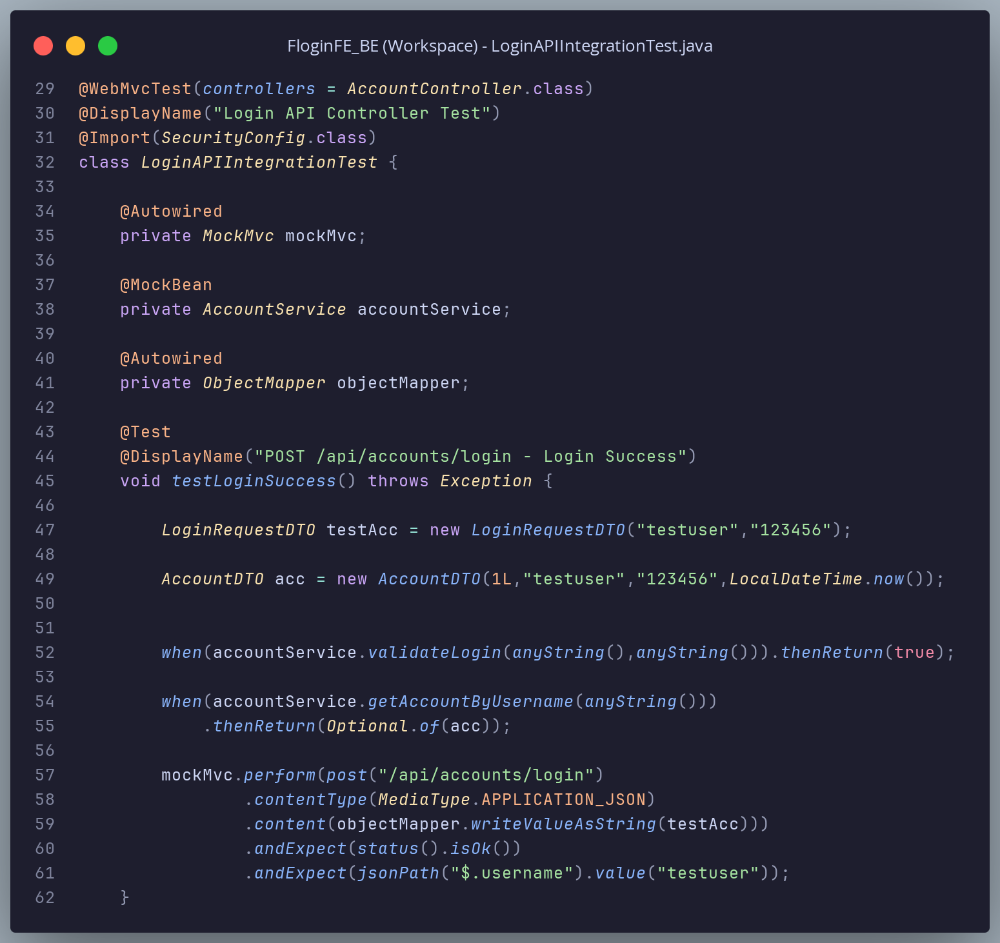 FloginFE_BE (Workspace) - LoginAPIIntegrationTest.java
29 @WebMvcTest(controllers = AccountController.class)
30 @DisplayName("Login API Controller Test")
31 @Import(SecurityConfig.class)
32 class LoginAPIIntegrationTest {
33
34     @Autowired
35     private MockMvc mockMvc;
36
37     @MockBean
38     private AccountService accountService;
39
40     @Autowired
41     private ObjectMapper objectMapper;
42
43     @Test
44     @DisplayName("POST /api/accounts/login - Login Success")
45     void testLoginSuccess() throws Exception {
46
47         LoginRequestDTO testAcc = new LoginRequestDTO("testuser","123456");
48
49         AccountDTO acc = new AccountDTO(1L,"testuser","123456",LocalDateTime.now());
50
51
52         when(accountService.validateLogin(anyString(),anyString())).thenReturn(true);
53
54         when(accountService.getAccountByUsername(anyString()))
55             .thenReturn(Optional.of(acc));
56
57         mockMvc.perform(post("/api/accounts/login")
58                 .contentType(MediaType.APPLICATION_JSON)
59                 .content(objectMapper.writeValueAsString(testAcc)))
60                 .andExpect(status().isOk())
61                 .andExpect(jsonPath("$.username").value("testuser"));
62     }